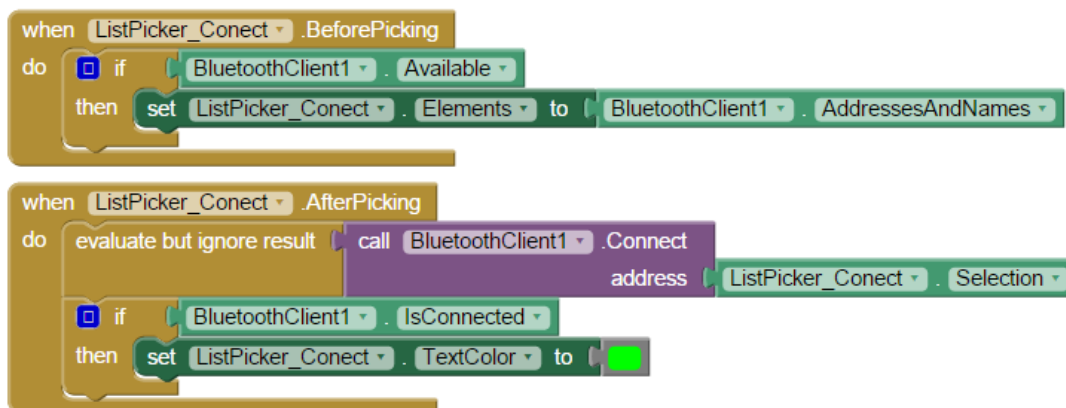 when ListPicker_Conect .BeforePicking
do if BluetoothClient1 . Available
then set ListPicker_Conect . Elements to BluetoothClient1 . AddressesAndNames
when ListPicker_Conect .AfterPicking
do evaluate but ignore result call BluetoothClient1 .Connect
address ListPicker_Conect . Selection
if BluetoothClient1 . IsConnected
then set ListPicker_Conect . TextColor to